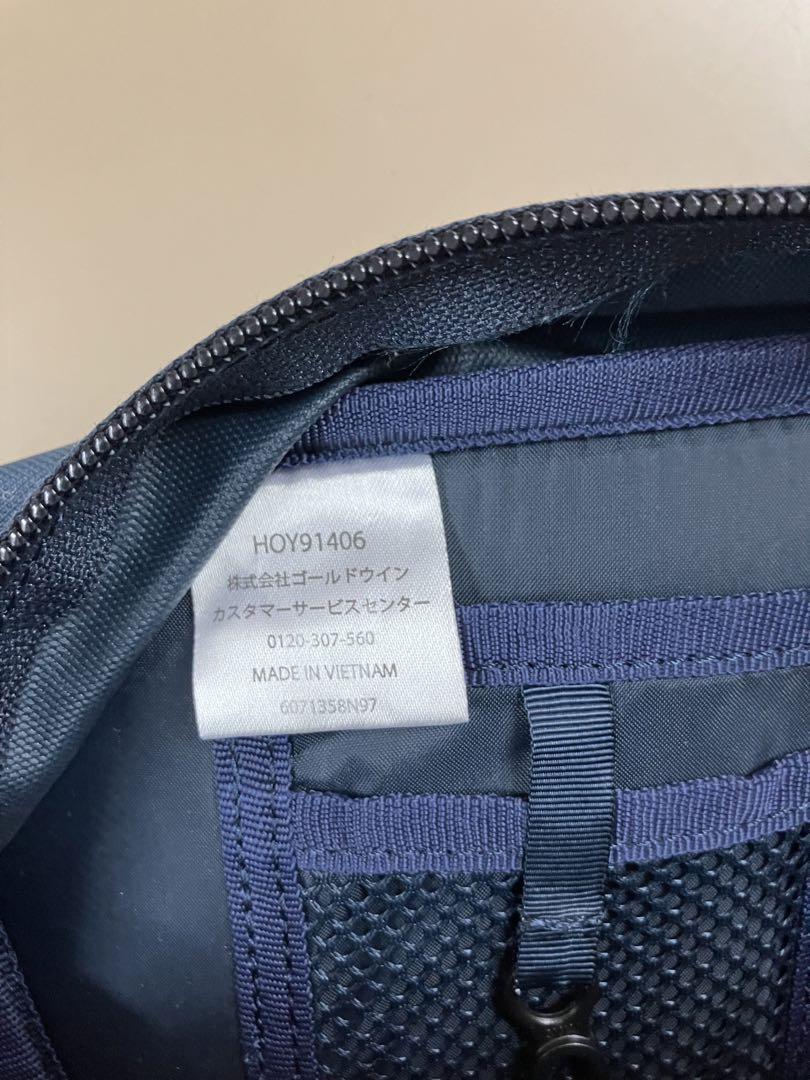 HOY91406
株式会社ゴールドウイン
カスタマーサービスセンター
0120-307-560
MADE IN VIETNAM
6071358N97